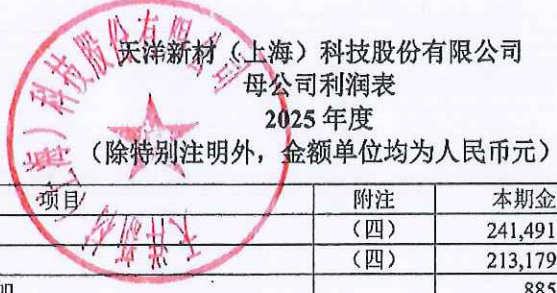 天洋新材（上海）科技股份有限公司
母公司利润表
2025 年度
（除特别注明外，金额单位均为人民币元）
项目 附注 本期金
（四） 241,491
（四） 213,179
885